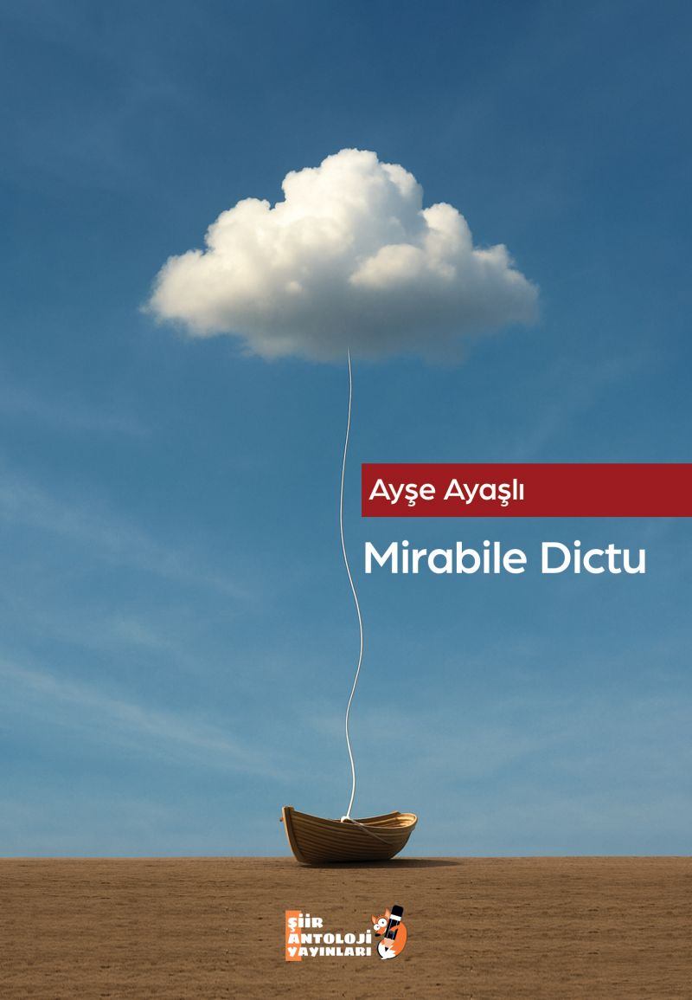 Ayşe Ayaşlı
Mirabile Dictu
ŞİİR
ANTOLOJİ
YAYINLARI